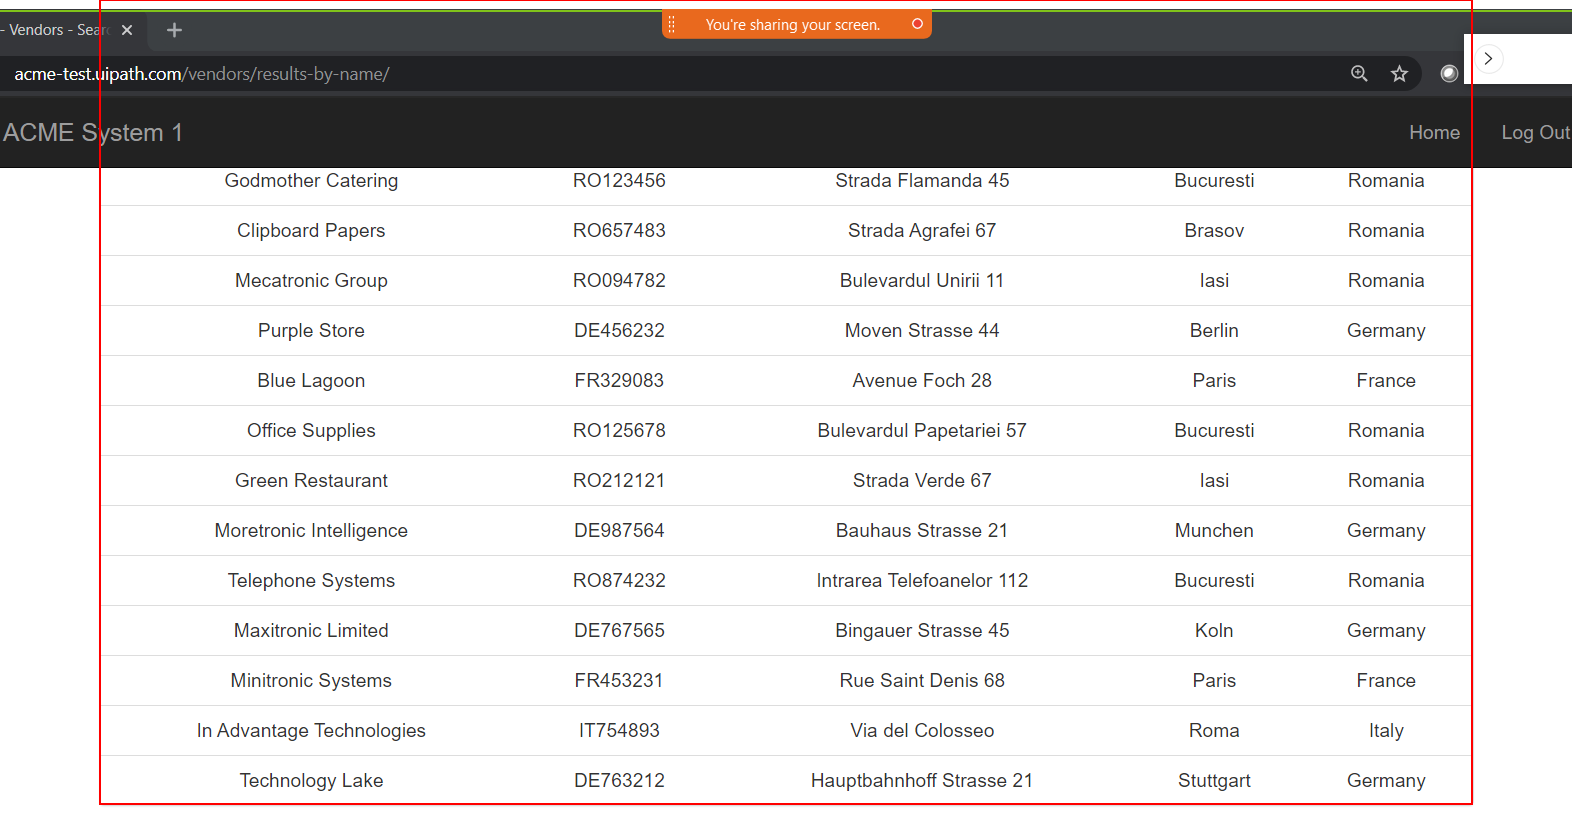 You're sharing your screen.
- Vendors - Sear
acme-test.uipath.com/vendors/results-by-name/
ACME System 1 Home Log Out
Godmother Catering RO123456 Strada Flamanda 45 Bucuresti Romania
Clipboard Papers RO657483 Strada Agrafei 67 Brasov Romania
Mecatronic Group RO094782 Bulevardul Unirii 11 Iasi Romania
Purple Store DE456232 Moven Strasse 44 Berlin Germany
Blue Lagoon FR329083 Avenue Foch 28 Paris France
Office Supplies RO125678 Bulevardul Papetariei 57 Bucuresti Romania
Green Restaurant RO212121 Strada Verde 67 Iasi Romania
Moretronic Intelligence DE987564 Bauhaus Strasse 21 Munchen Germany
Telephone Systems RO874232 Intrarea Telefoanelor 112 Bucuresti Romania
Maxitronic Limited DE767565 Bingauer Strasse 45 Koln Germany
Minitronic Systems FR453231 Rue Saint Denis 68 Paris France
In Advantage Technologies IT754893 Via del Colosseo Roma Italy
Technology Lake DE763212 Hauptbahnhoff Strasse 21 Stuttgart Germany